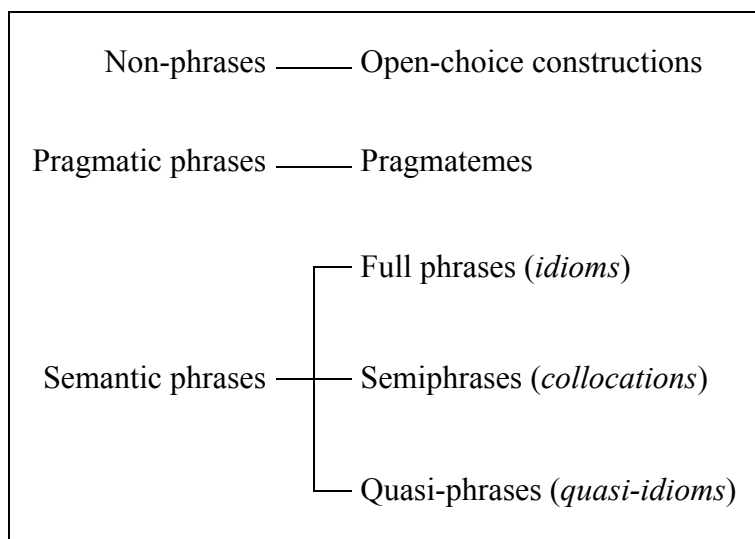 Non-phrases Open-choice constructions
Pragmatic phrases Pragmatemes
Full phrases (idioms)
Semantic phrases Semiphrases (collocations)
Quasi-phrases (quasi-idioms)